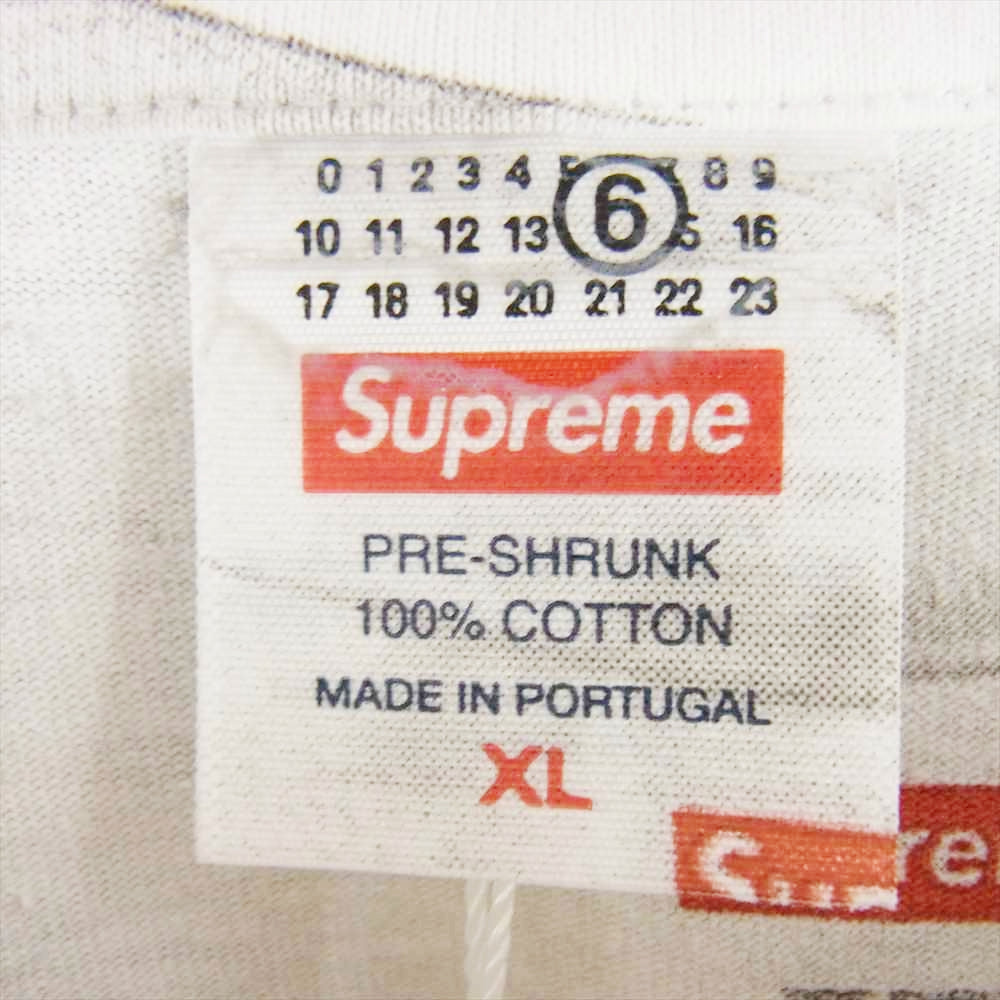 0 1 2 3 4 8 9
10 11 12 13 6 16
17 18 19 20 21 22 23
Supreme
PRE-SHRUNK
100% COTTON
MADE IN PORTUGAL
XL